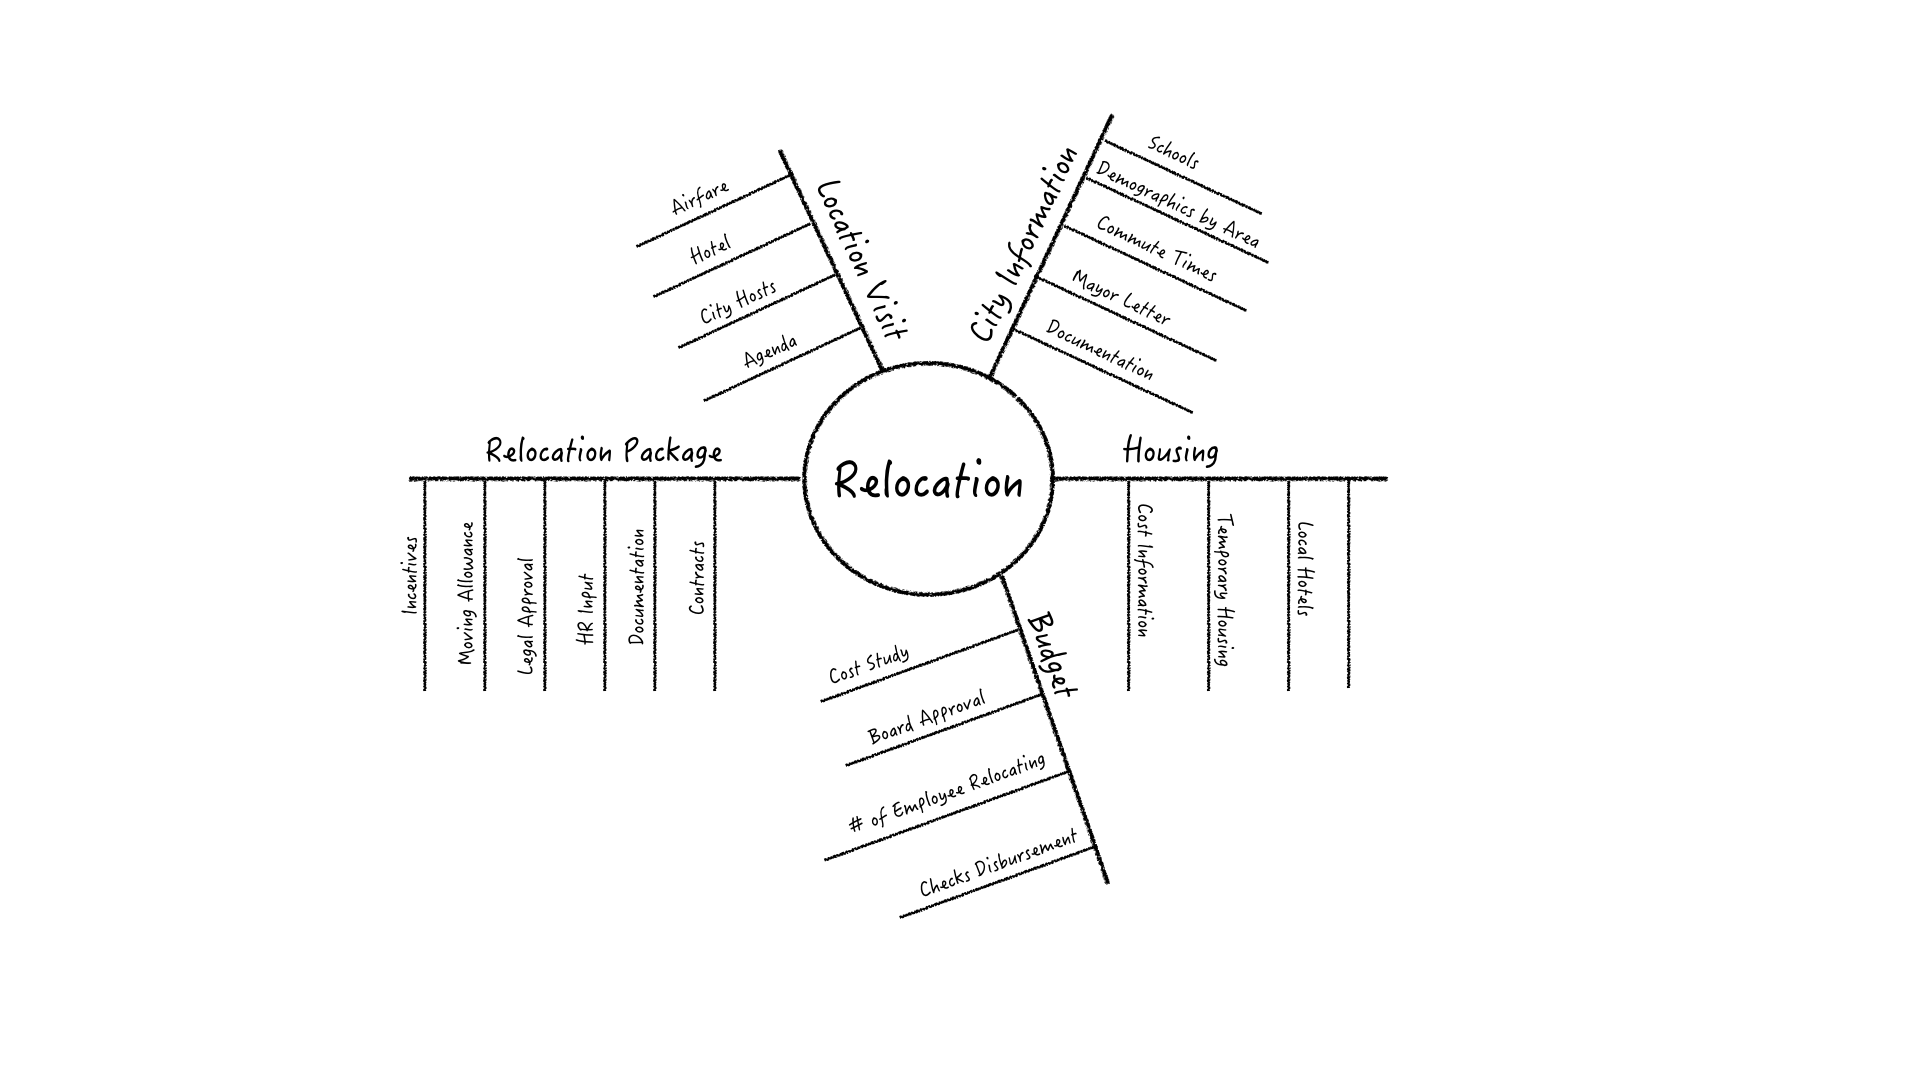 Relocation
Location Visit
Airfare
Hotel
City Hosts
Agenda
City Information
Schools
Demographics by Area
Commute Times
Mayor Letter
Documentation
Relocation Package
Incentives
Moving Allowance
Legal Approval
HR Input
Documentation
Contracts
Housing
Cost Information
Temporary Housing
Local Hotels
Budget
Cost Study
Board Approval
# of Employee Relocating
Checks Disbursement